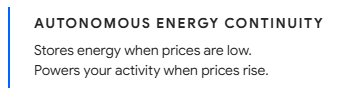 AUTONOMOUS ENERGY CONTINUITY
Stores energy when prices are low.
Powers your activity when prices rise.